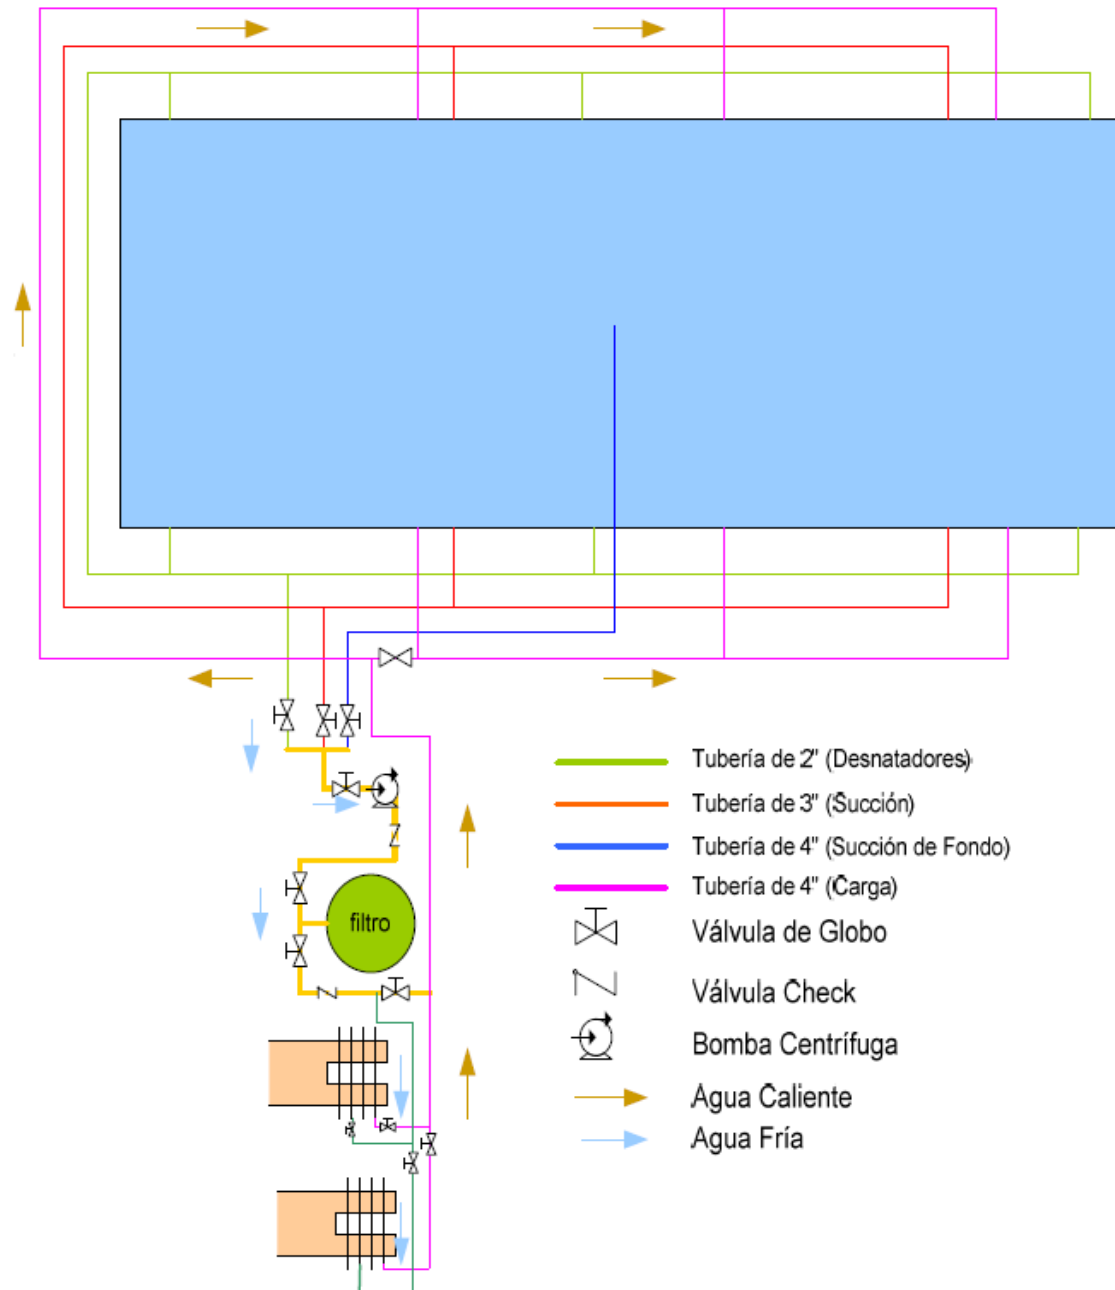 Tubería de 2" (Desnatadores)
Tubería de 3" (Succión)
Tubería de 4" (Succión de Fondo)
Tubería de 4" (Carga)
filtro
Válvula de Globo
Válvula Check
Bomba Centrífuga
Agua Caliente
Agua Fría